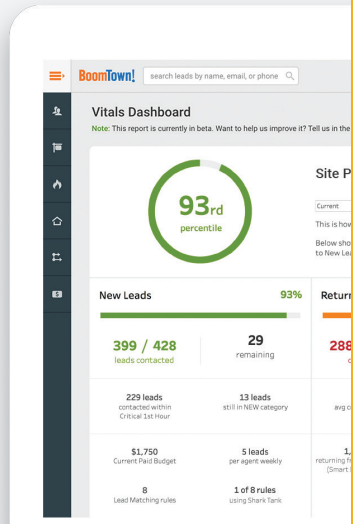 BoomTown!
search leads by name, email, or phone
Vitals Dashboard
Note: This report is currently in beta. Want to help us improve it? Tell us in the
93rd
percentile
Site P
Current
This is how
Below sho
to New Lea
New Leads 93%
399 / 428
leads contacted
29
remaining
229 leads
contacted within
Critical 1st Hour
13 leads
still in NEW category
$1,750
Current Paid Budget
5 leads
per agent weekly
8
Lead Matching rules
1 of 8 rules
using Shark Tank
Return
288
c
avg c
1,
returning fr
(Smart